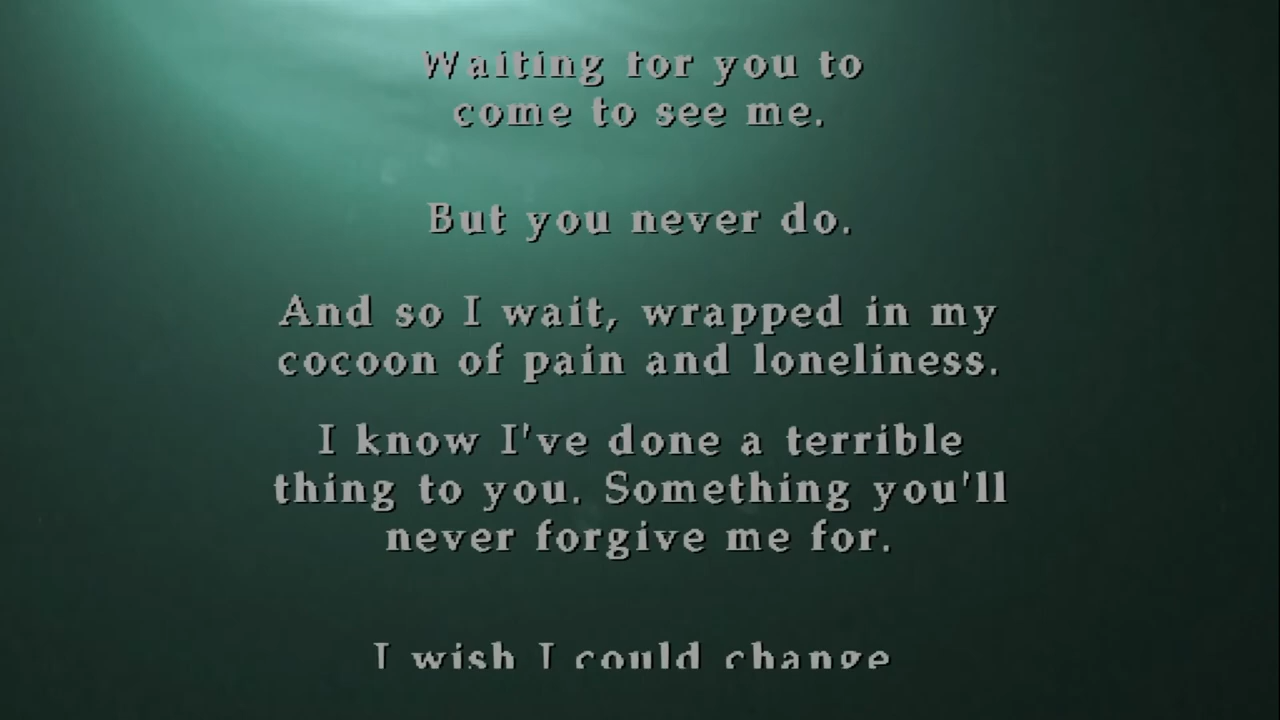 Waiting for you to
come to see me.
But you never do.
And so I wait, wrapped in my
cocoon of pain and loneliness.
I know I've done a terrible
thing to you. Something you'll
never forgive me for.
I wish I could change